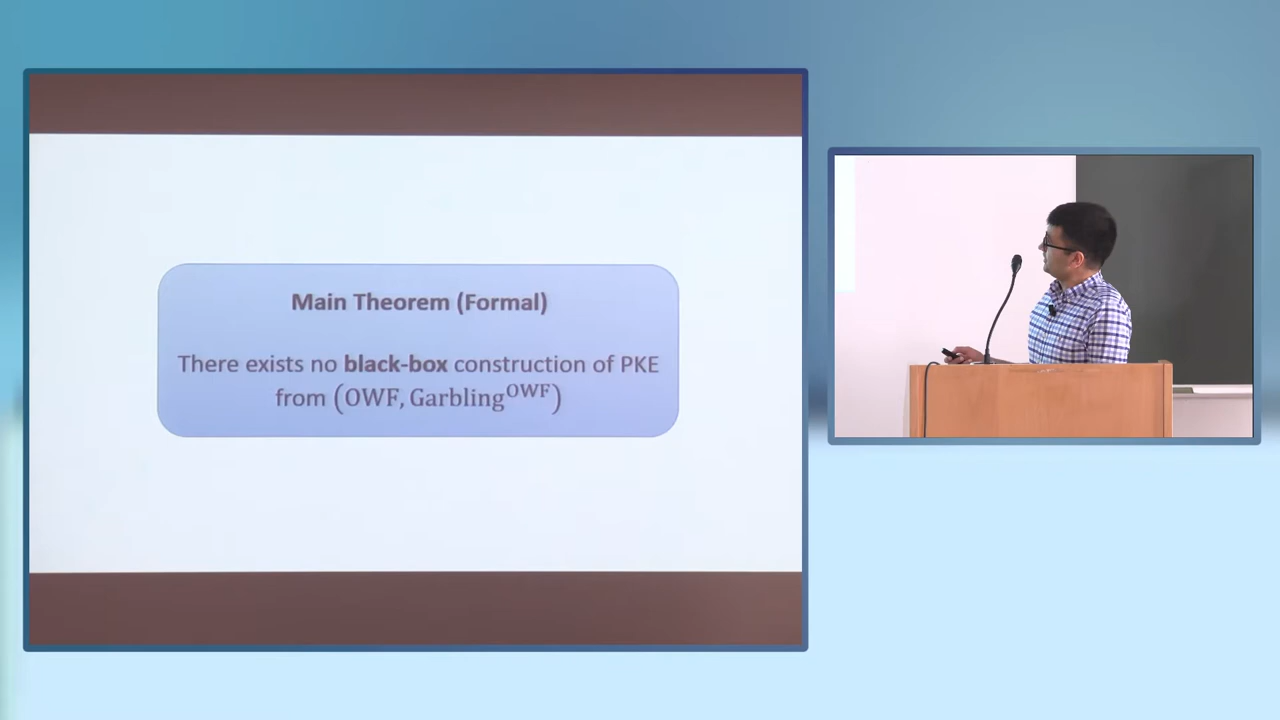 Main Theorem (Formal)
There exists no black-box construction of PKE
from (OWF, Garbling^OWF)